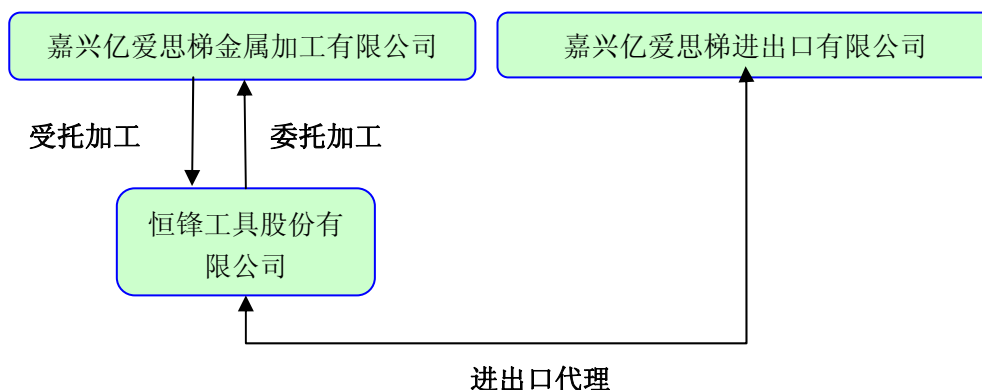 嘉兴亿爱思梯金属加工有限公司
嘉兴亿爱思梯进出口有限公司
受托加工
委托加工
恒锋工具股份有
限公司
进出口代理